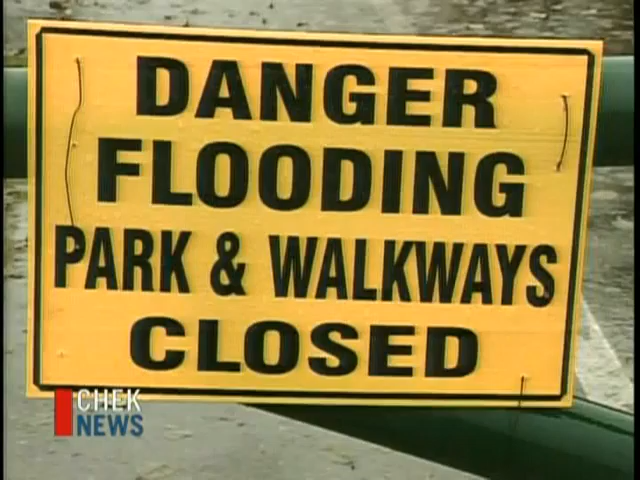 DANGER
FLOODING
PARK & WALKWAYS
CLOSED
CHEK
NEWS